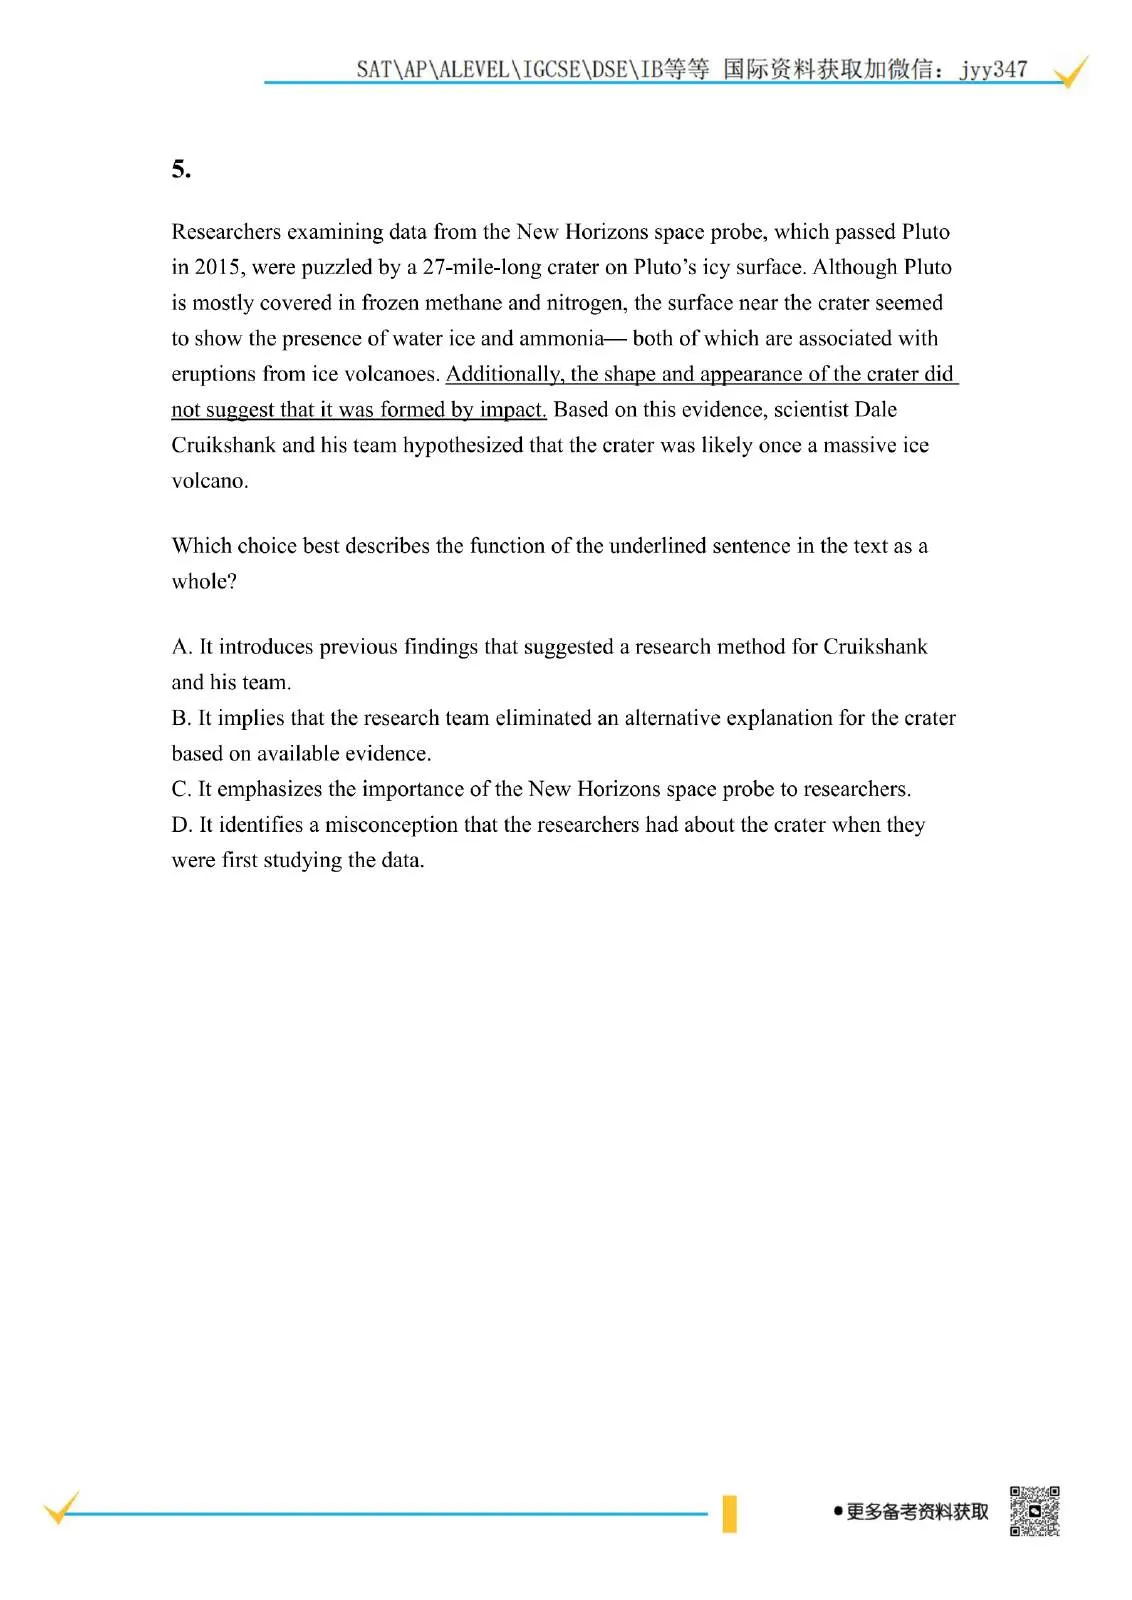 SAT\AP\ALEVEL\IGCSE\DSE\IB等等 国际资料获取加微信：jyy347
5.
Researchers examining data from the New Horizons space probe, which passed Pluto
in 2015, were puzzled by a 27-mile-long crater on Pluto’s icy surface. Although Pluto
is mostly covered in frozen methane and nitrogen, the surface near the crater seemed
to show the presence of water ice and ammonia— both of which are associated with
eruptions from ice volcanoes. Additionally, the shape and appearance of the crater did
not suggest that it was formed by impact. Based on this evidence, scientist Dale
Cruikshank and his team hypothesized that the crater was likely once a massive ice
volcano.
Which choice best describes the function of the underlined sentence in the text as a
whole?
A. It introduces previous findings that suggested a research method for Cruikshank
and his team.
B. It implies that the research team eliminated an alternative explanation for the crater
based on available evidence.
C. It emphasizes the importance of the New Horizons space probe to researchers.
D. It identifies a misconception that the researchers had about the crater when they
were first studying the data.
•更多备考资料获取